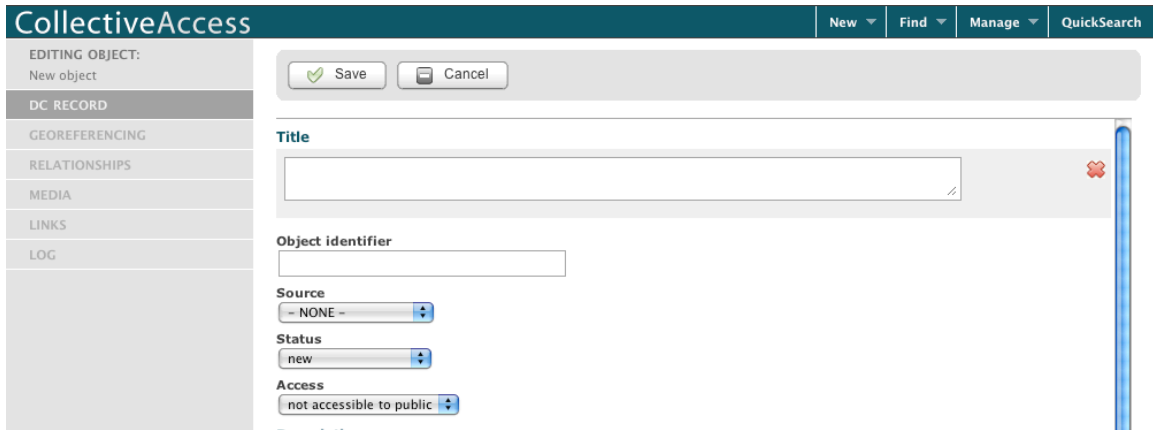 CollectiveAccess
New Find Manage QuickSearch
EDITING OBJECT:
New object
DC RECORD
GEOREFERENCING
RELATIONSHIPS
MEDIA
LINKS
LOG
Save Cancel
Title
Object identifier
Source
– NONE –
Status
new
Access
not accessible to public